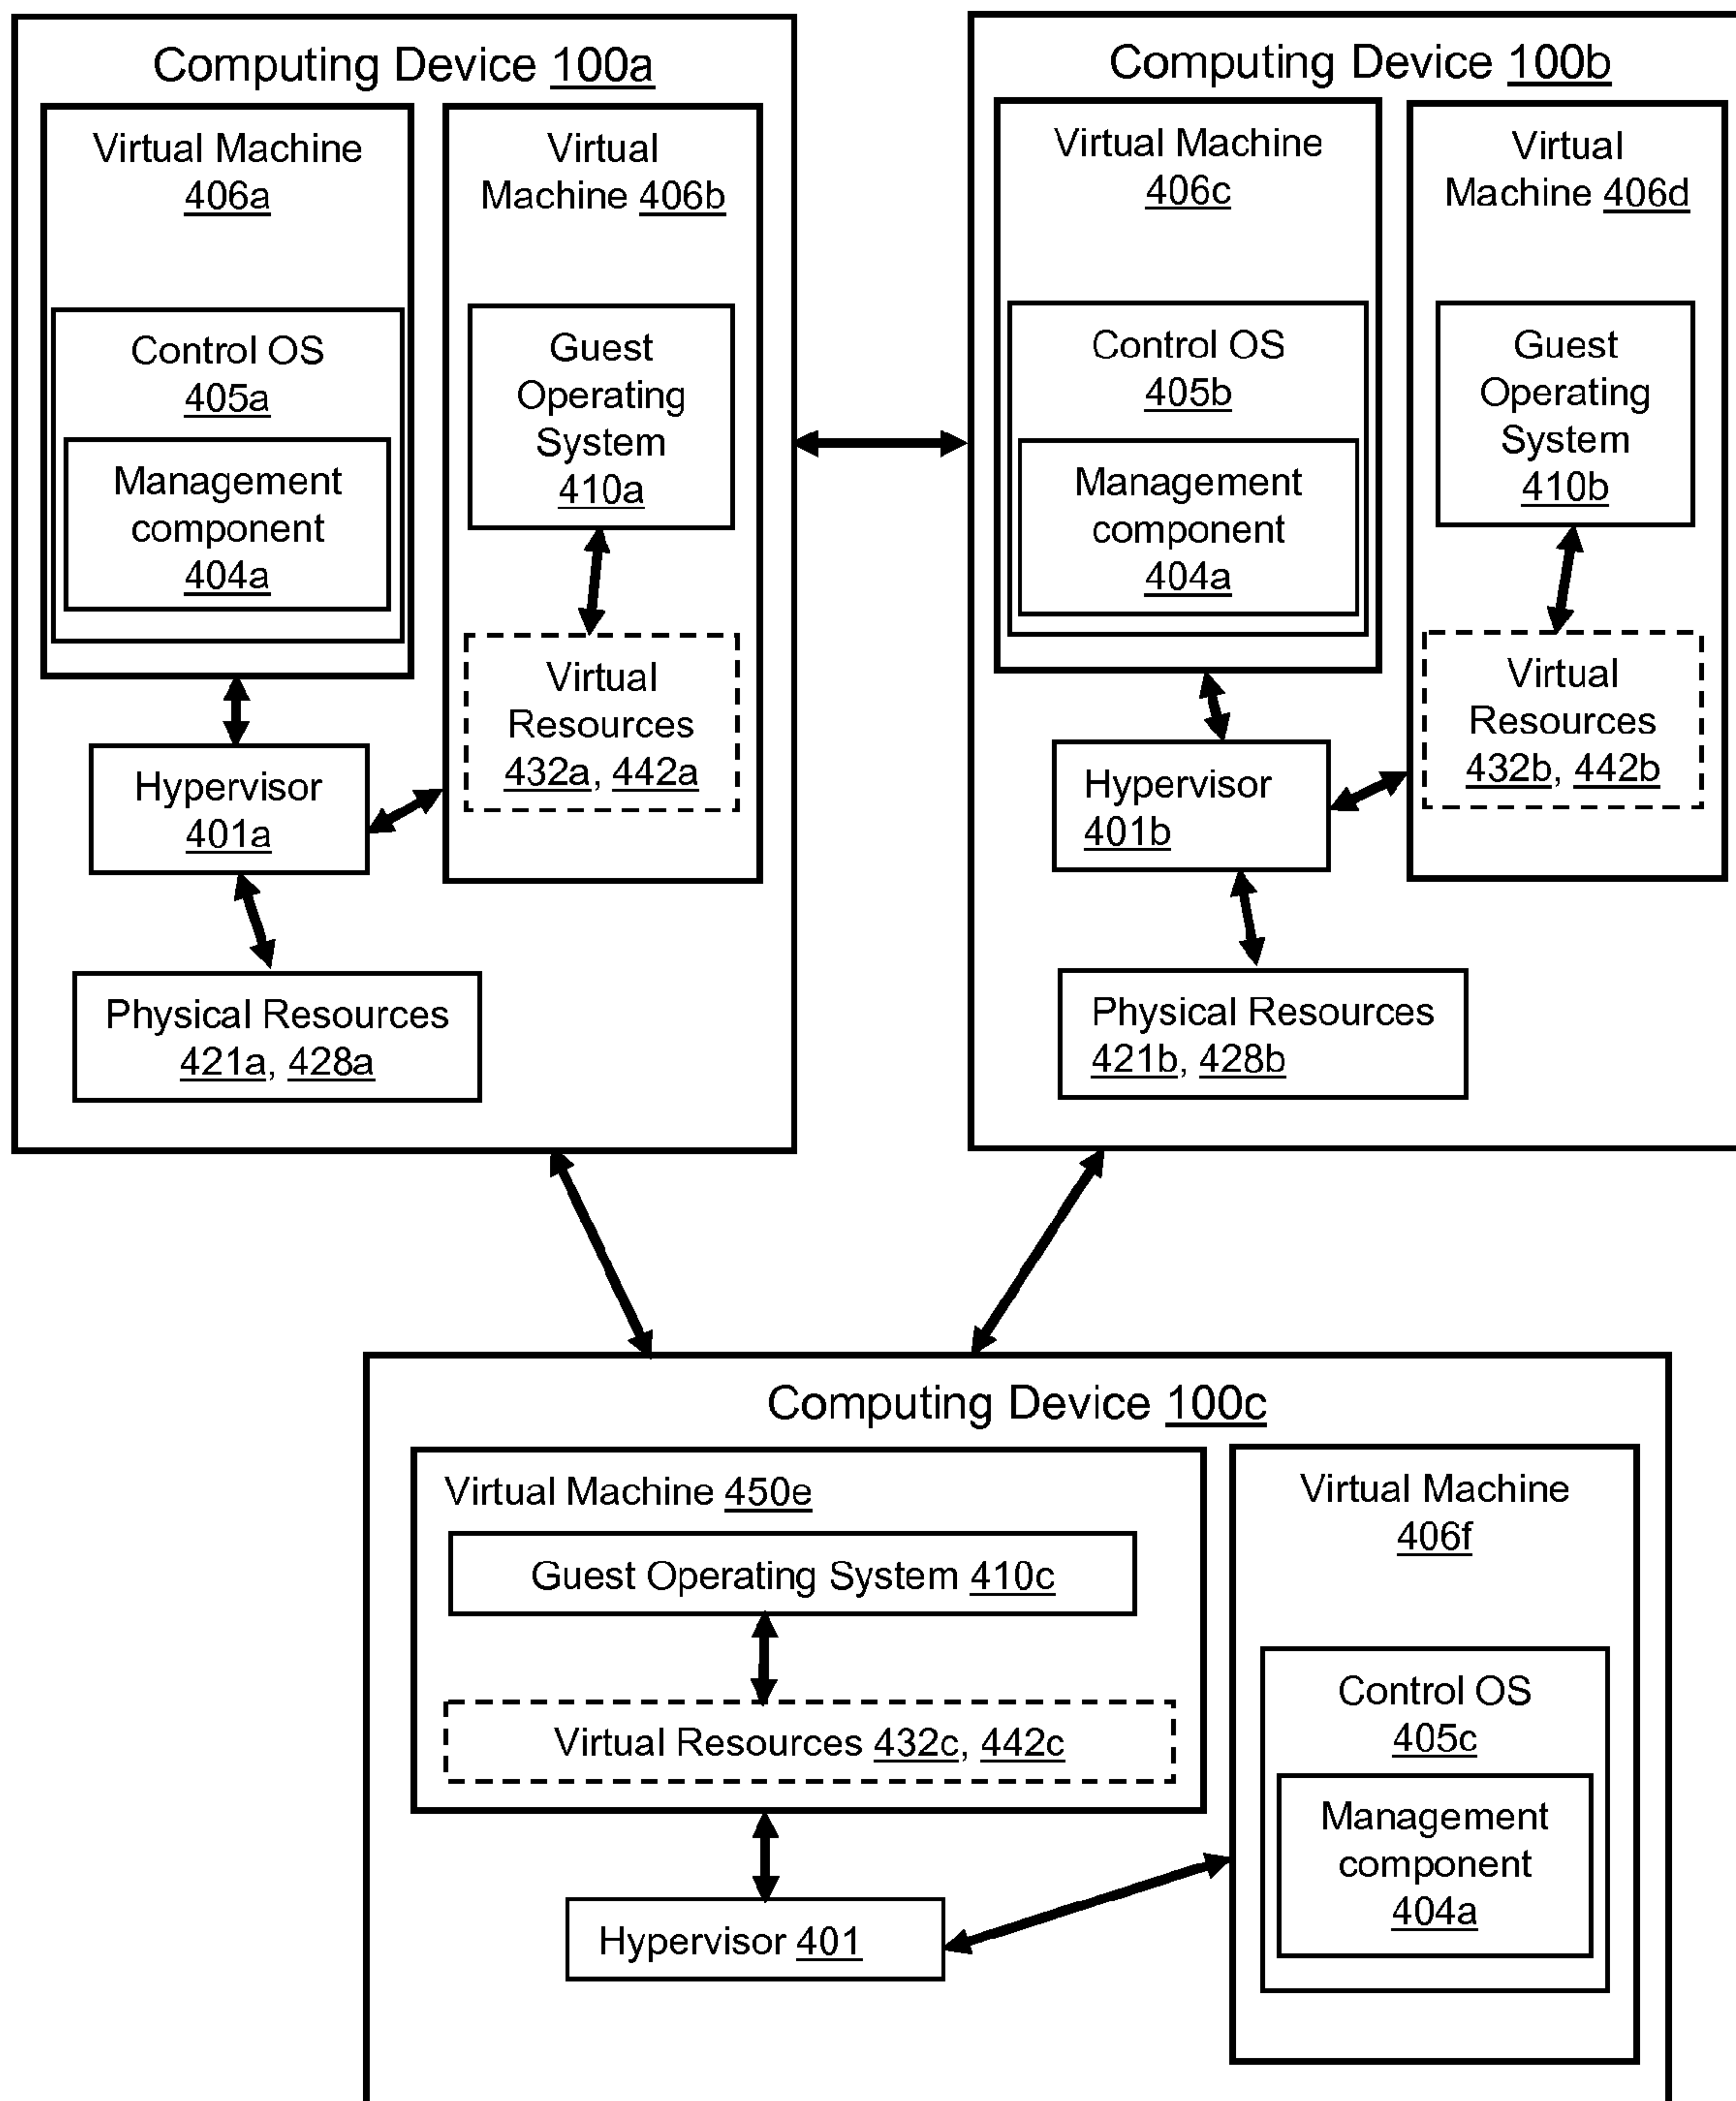 Computing Device 100a
Virtual Machine
406a
Control OS
405a
Management
component
404a
Virtual
Machine 406b
Guest
Operating
System
410a
Virtual
Resources
432a, 442a
Hypervisor
401a
Physical Resources
421a, 428a
Computing Device 100b
Virtual Machine
406c
Control OS
405b
Management
component
404a
Virtual
Machine 406d
Guest
Operating
System
410b
Virtual
Resources
432b, 442b
Hypervisor
401b
Physical Resources
421b, 428b
Computing Device 100c
Virtual Machine 450e
Guest Operating System 410c
Virtual Resources 432c, 442c
Hypervisor 401
Virtual Machine
406f
Control OS
405c
Management
component
404a